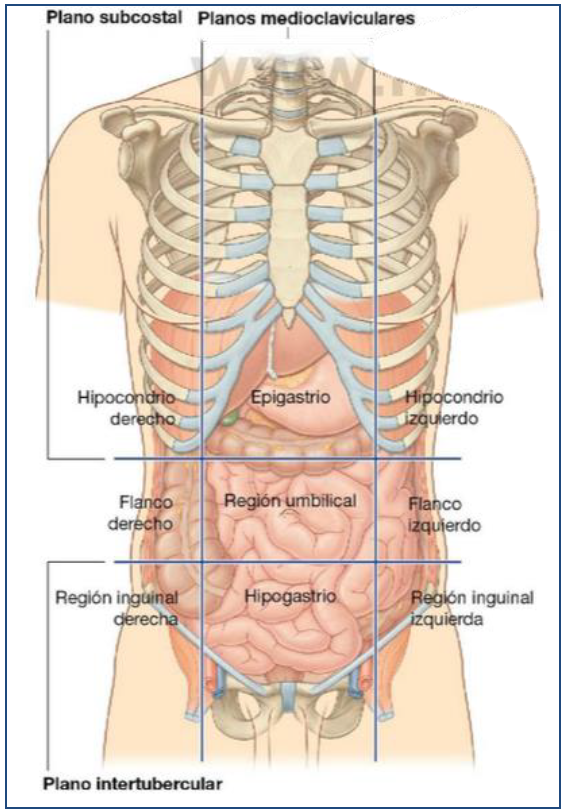 Plano subcostal
Planos medioclaviculares
Hipocondrio
derecho
Epigastrio
Hipocondrio
izquierdo
Flanco
derecho
Región umbilical
Flanco
izquierdo
Región inguinal
derecha
Hipogastrio
Región inguinal
izquierda
Plano intertubercular